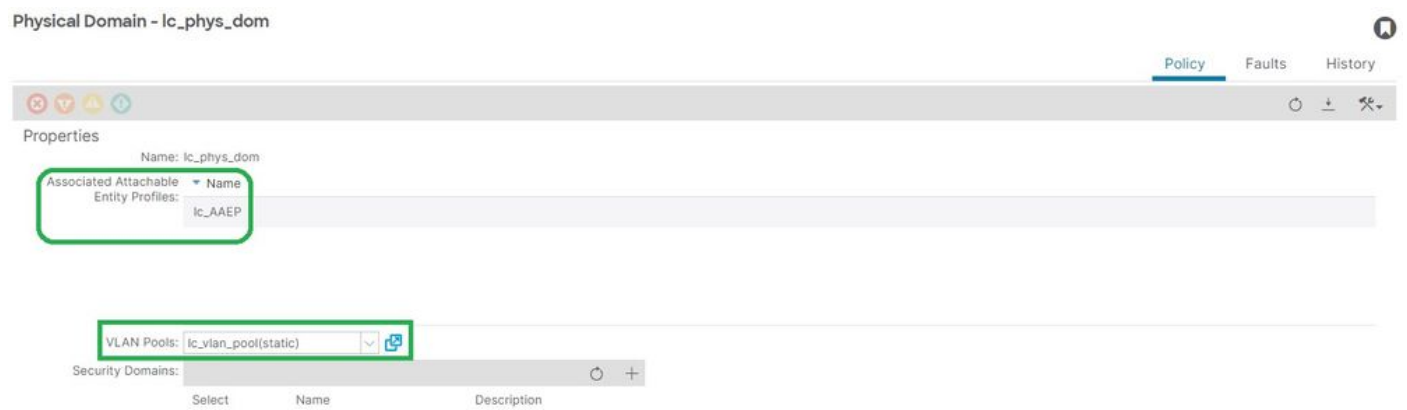 Physical Domain - lc_phys_dom
Policy Faults History
Properties
Name: lc_phys_dom
Associated Attachable Entity Profiles:
Name
lc_AAEP
VLAN Pools: lc_vlan_pool(static)
Security Domains:
Select Name Description